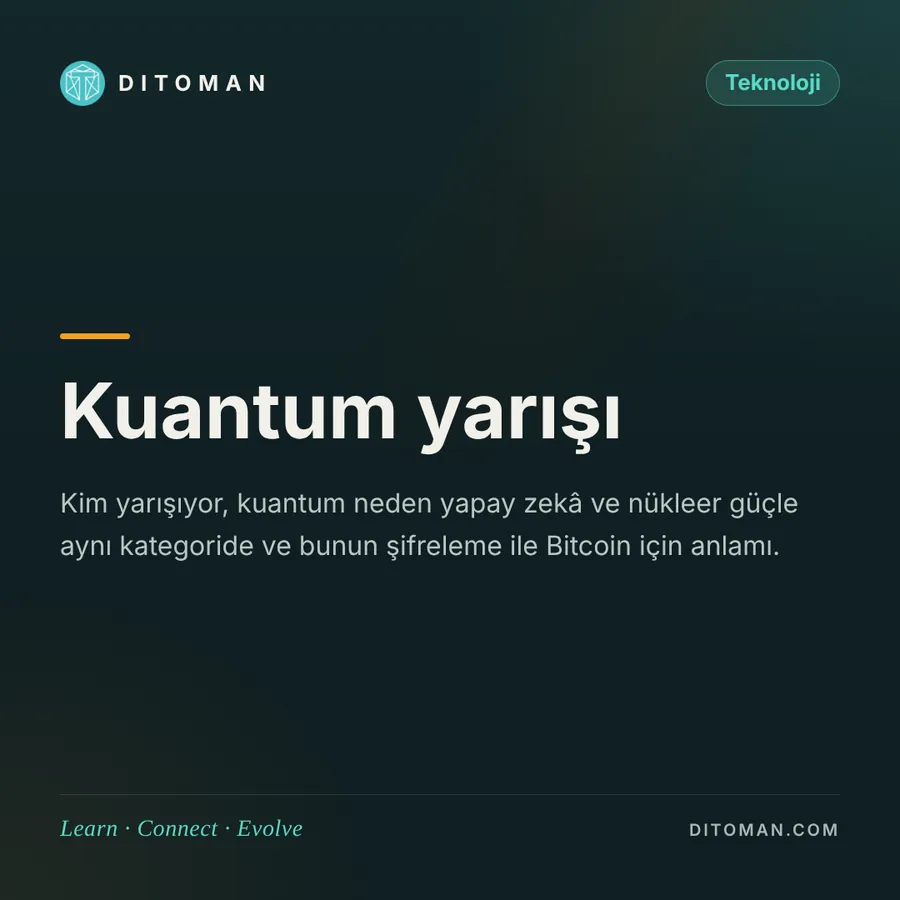 DITOMAN
Teknoloji
Kuantum yarışı
Kim yarışıyor, kuantum neden yapay zekâ ve nükleer güçle
aynı kategoride ve bunun şifreleme ile Bitcoin için anlamı.
Learn · Connect · Evolve
DITOMAN.COM